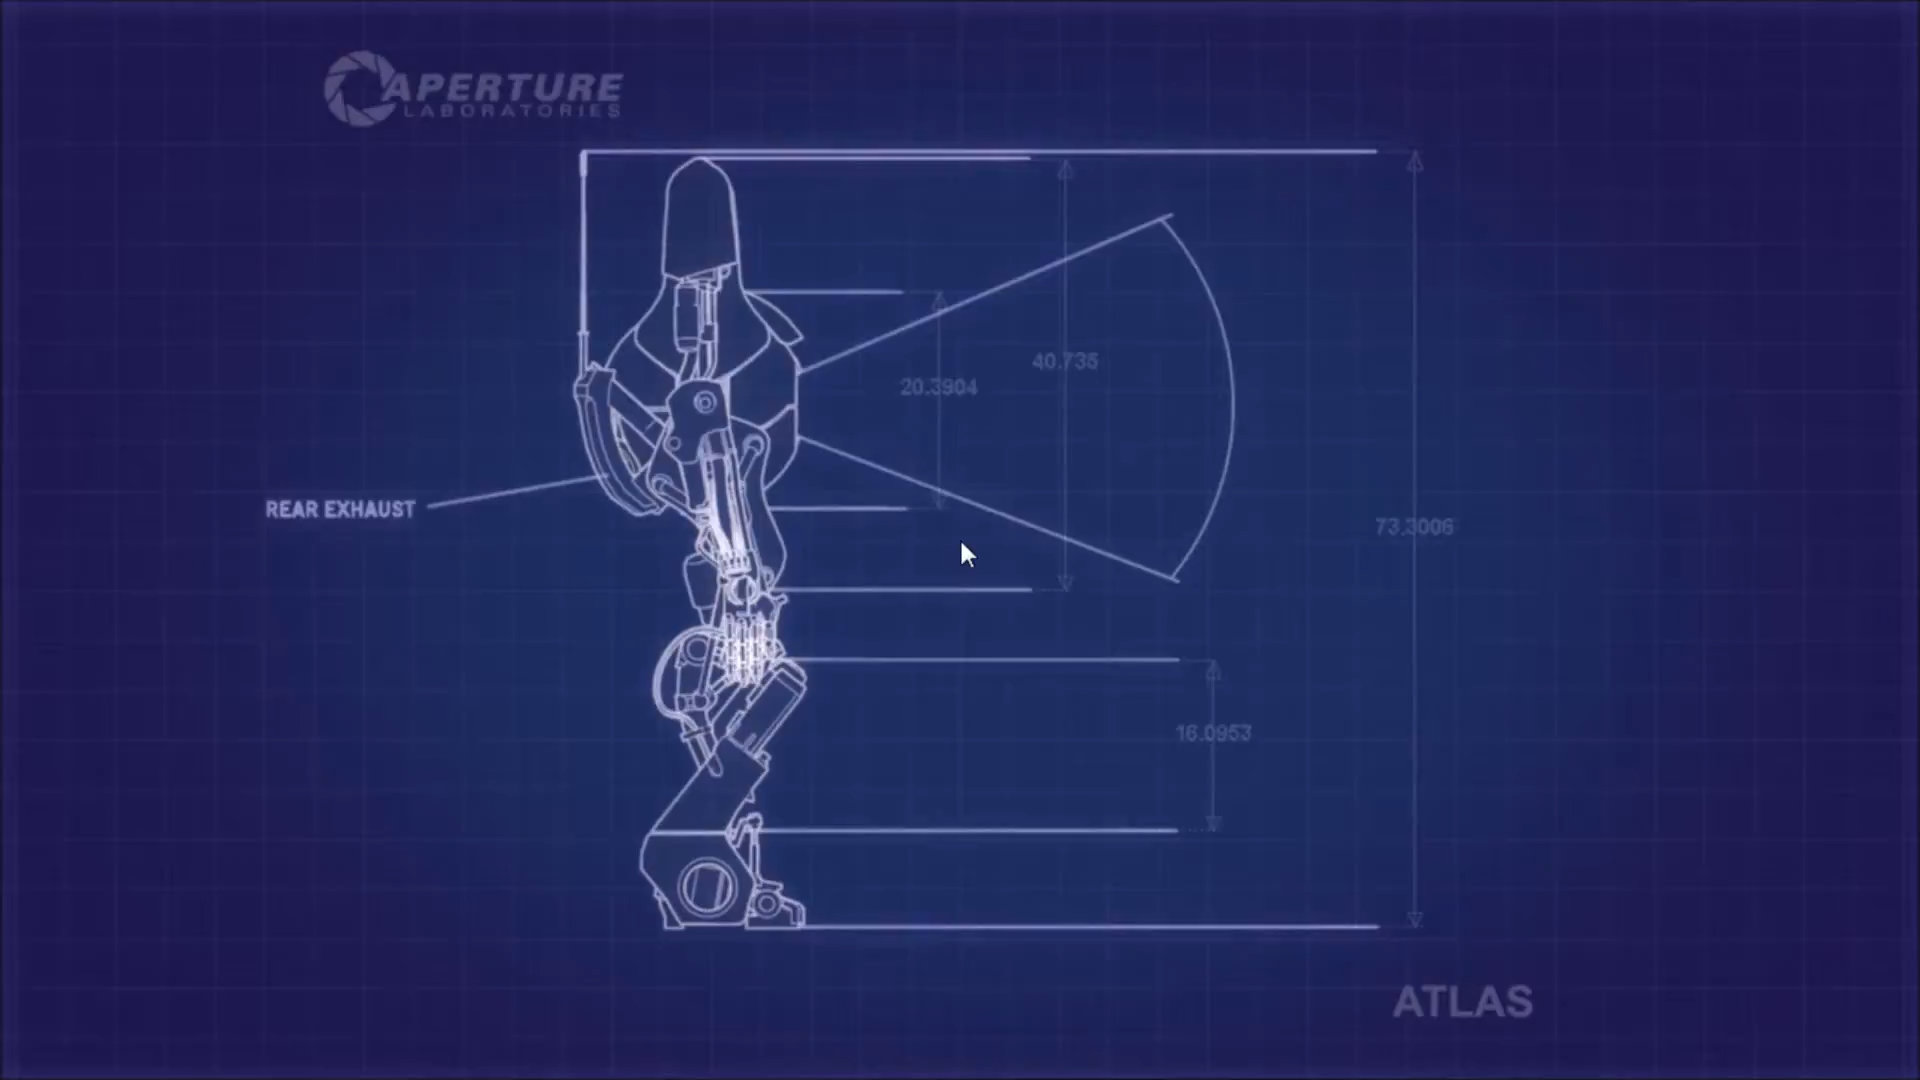 APERTURE
LABORATORIES
40.735
20.3904
REAR EXHAUST
73.3006
16.0953
ATLAS